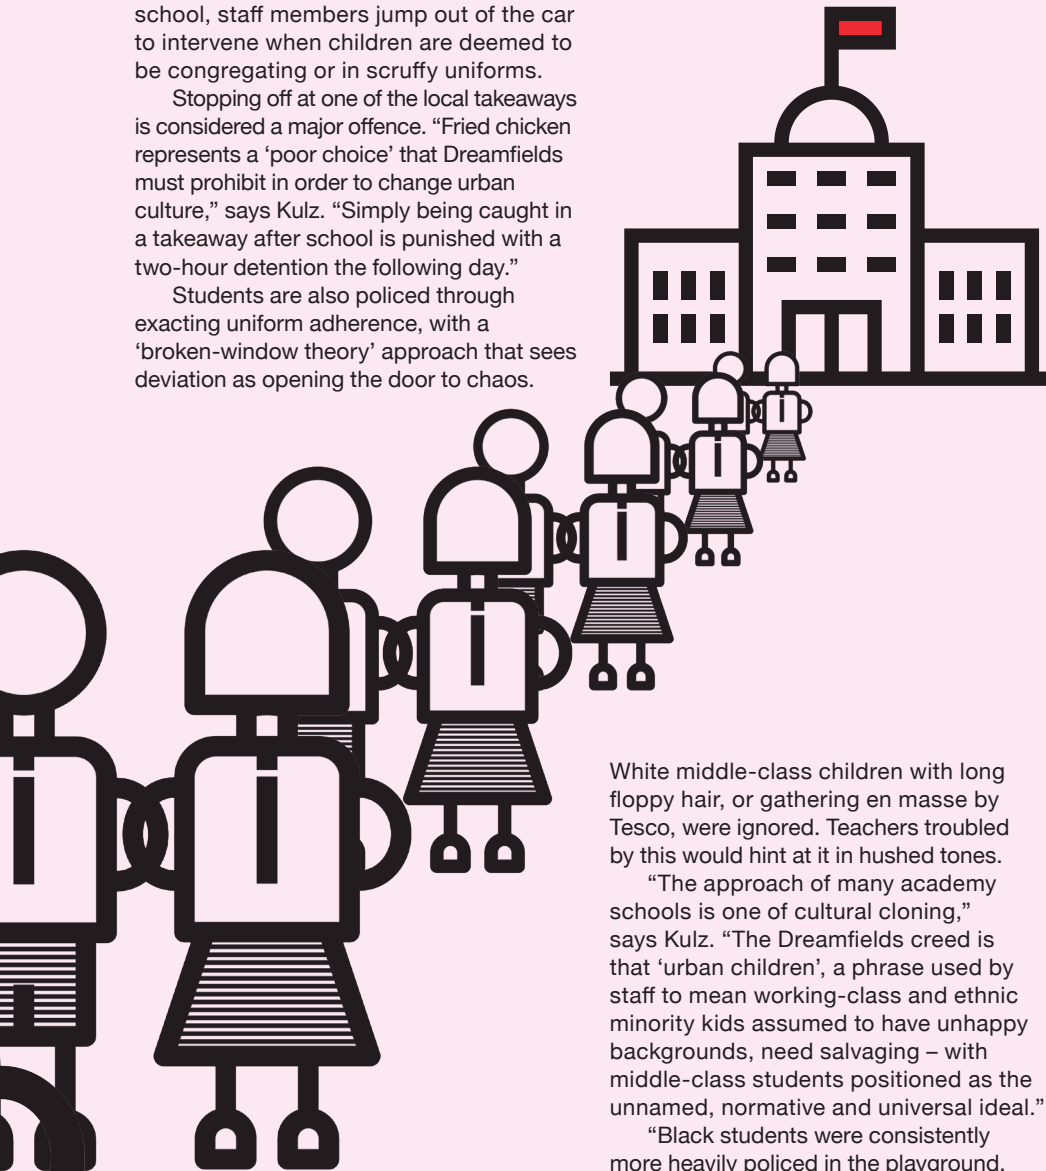 school, staff members jump out of the car
to intervene when children are deemed to
be congregating or in scruffy uniforms.
Stopping off at one of the local takeaways
is considered a major offence. “Fried chicken
represents a ‘poor choice’ that Dreamfields
must prohibit in order to change urban
culture,” says Kulz. “Simply being caught in
a takeaway after school is punished with a
two-hour detention the following day.”
Students are also policed through
exacting uniform adherence, with a
‘broken-window theory’ approach that sees
deviation as opening the door to chaos.
White middle-class children with long
floppy hair, or gathering en masse by
Tesco, were ignored. Teachers troubled
by this would hint at it in hushed tones.
“The approach of many academy
schools is one of cultural cloning,”
says Kulz. “The Dreamfields creed is
that ‘urban children’, a phrase used by
staff to mean working-class and ethnic
minority kids assumed to have unhappy
backgrounds, need salvaging – with
middle-class students positioned as the
unnamed, normative and universal ideal.”
“Black students were consistently
more heavily policed in the playground.